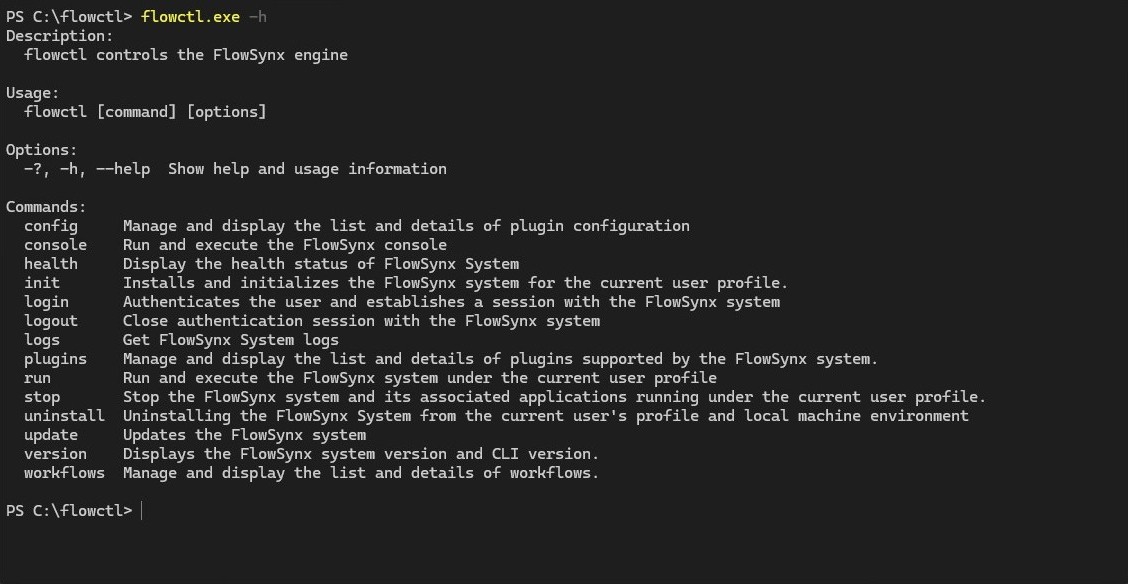 PS C:\flowctl> flowctl.exe -h
Description:
  flowctl controls the FlowSynx engine

Usage:
  flowctl [command] [options]

Options:
  -?, -h, --help  Show help and usage information

Commands:
  config     Manage and display the list and details of plugin configuration
  console    Run and execute the FlowSynx console
  health     Display the health status of FlowSynx System
  init       Installs and initializes the FlowSynx system for the current user profile.
  login      Authenticates the user and establishes a session with the FlowSynx system
  logout     Close authentication session with the FlowSynx system
  logs       Get FlowSynx System logs
  plugins    Manage and display the list and details of plugins supported by the FlowSynx system.
  run        Run and execute the FlowSynx system under the current user profile
  stop       Stop the FlowSynx system and its associated applications running under the current user profile.
  uninstall  Uninstalling the FlowSynx System from the current user's profile and local machine environment
  update     Updates the FlowSynx system
  version    Displays the FlowSynx system version and CLI version.
  workflows  Manage and display the list and details of workflows.

PS C:\flowctl>